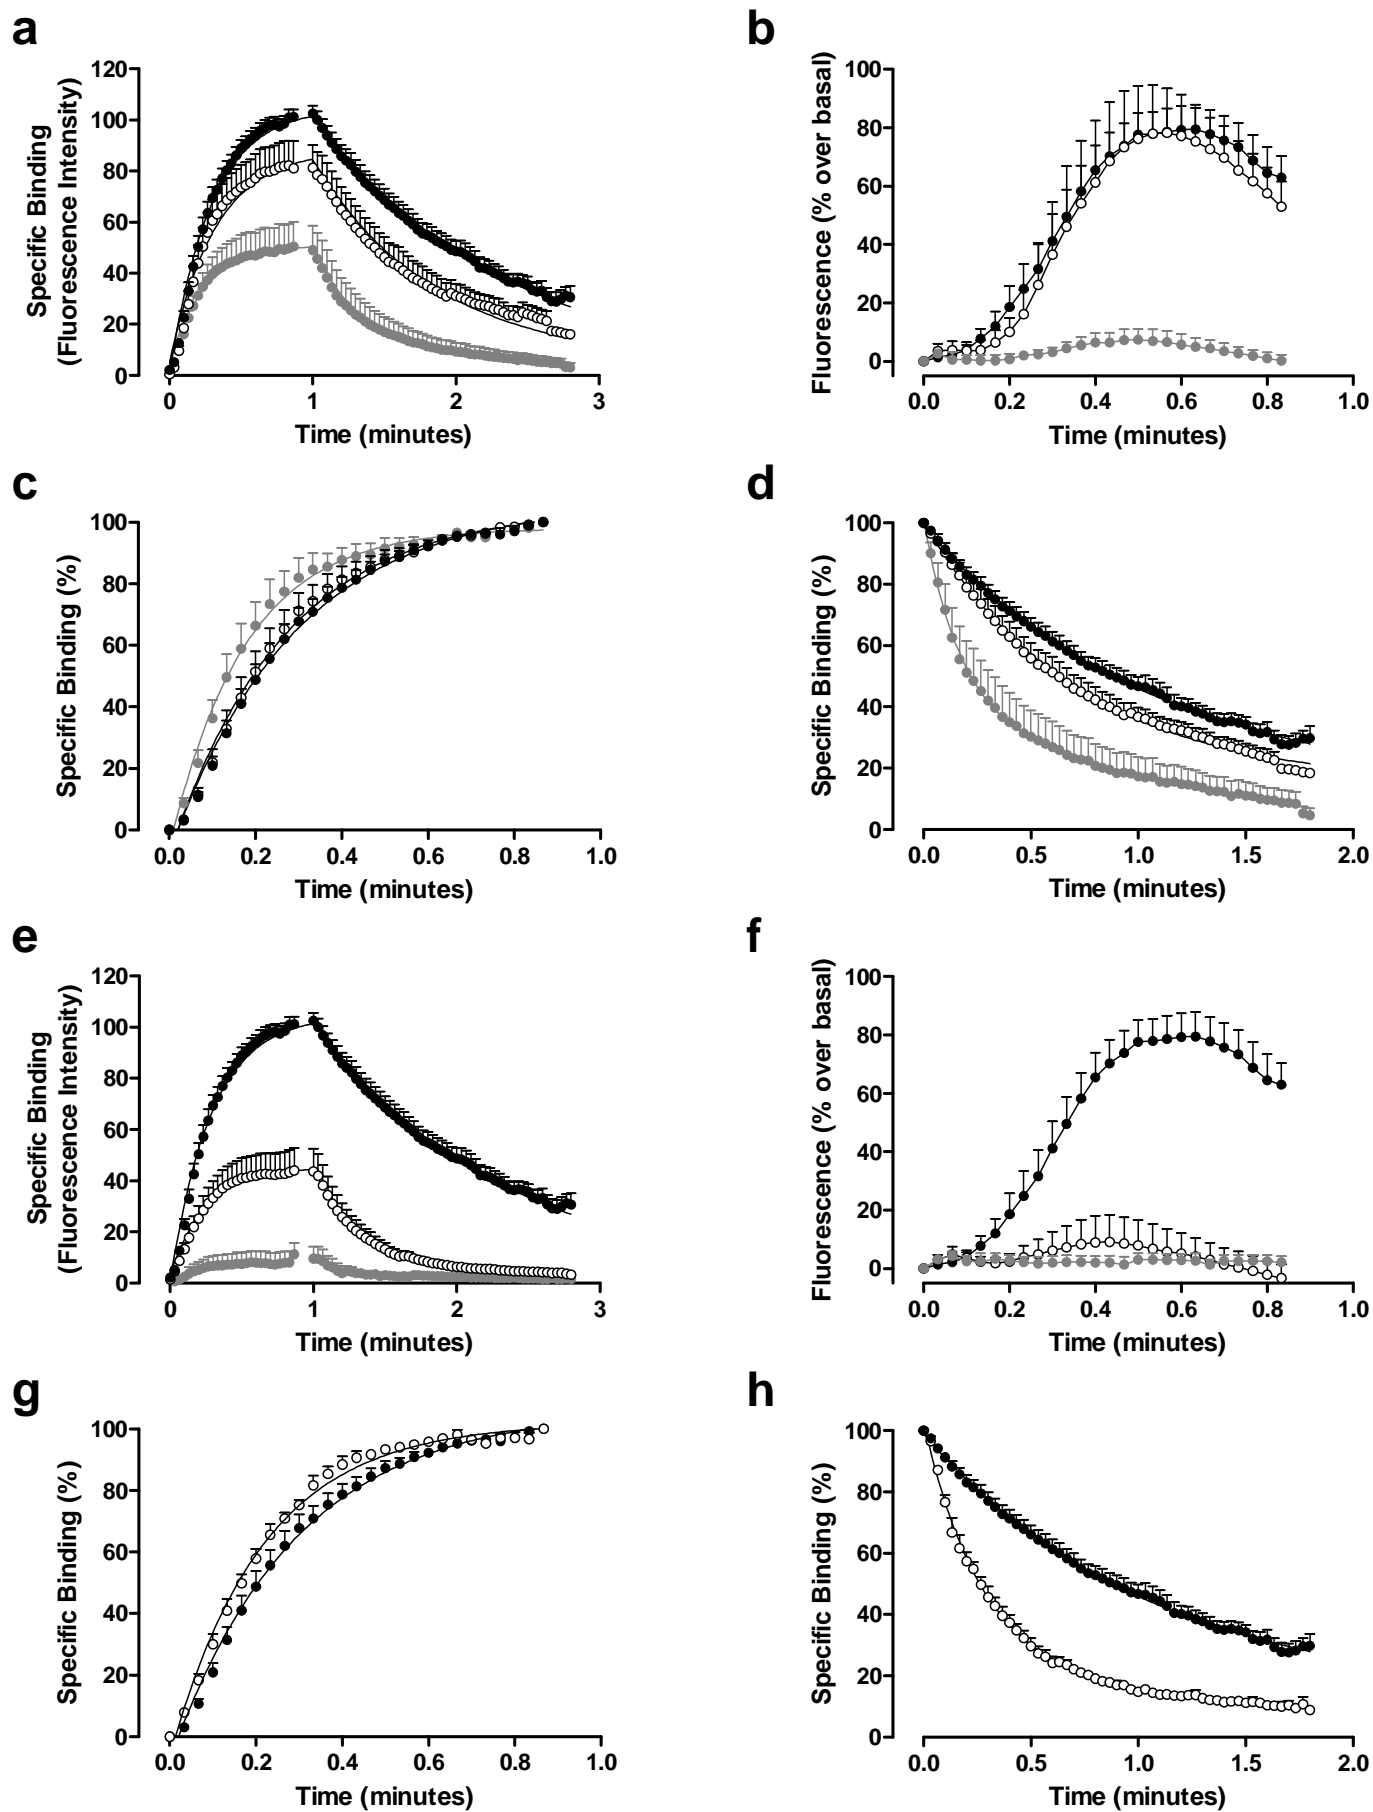 a
Specific Binding
(Fluorescence Intensity)
120
100
80
60
40
20
0
0 1 2 3
Time (minutes)
b
Fluorescence (% over basal)
100
80
60
40
20
0
0.0 0.2 0.4 0.6 0.8 1.0
Time (minutes)
c
Specific Binding (%)
100
80
60
40
20
0
0.0 0.2 0.4 0.6 0.8 1.0
Time (minutes)
d
Specific Binding (%)
100
80
60
40
20
0
0.0 0.5 1.0 1.5 2.0
Time (minutes)
e
Specific Binding
(Fluorescence Intensity)
120
100
80
60
40
20
0
0 1 2 3
Time (minutes)
f
Fluorescence (% over basal)
100
80
60
40
20
0
0.0 0.2 0.4 0.6 0.8 1.0
Time (minutes)
g
Specific Binding (%)
100
80
60
40
20
0
0.0 0.2 0.4 0.6 0.8 1.0
Time (minutes)
h
Specific Binding (%)
100
80
60
40
20
0
0.0 0.5 1.0 1.5 2.0
Time (minutes)